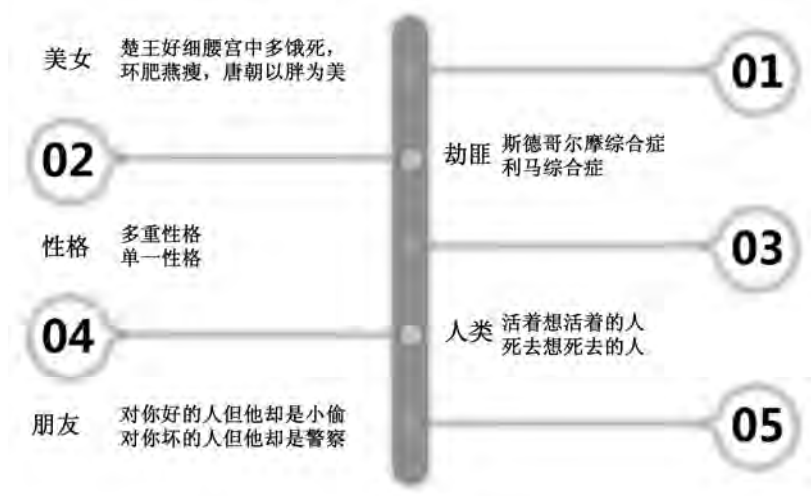 美女
楚王好细腰宫中多饿死，
环肥燕瘦，唐朝以胖为美
01
02
劫匪
斯德哥尔摩综合症
利马综合症
性格
多重性格
单一性格
03
04
人类
活着想活着的人
死去想死去的人
朋友
对你好的人但他却是小偷
对你坏的人但他却是警察
05